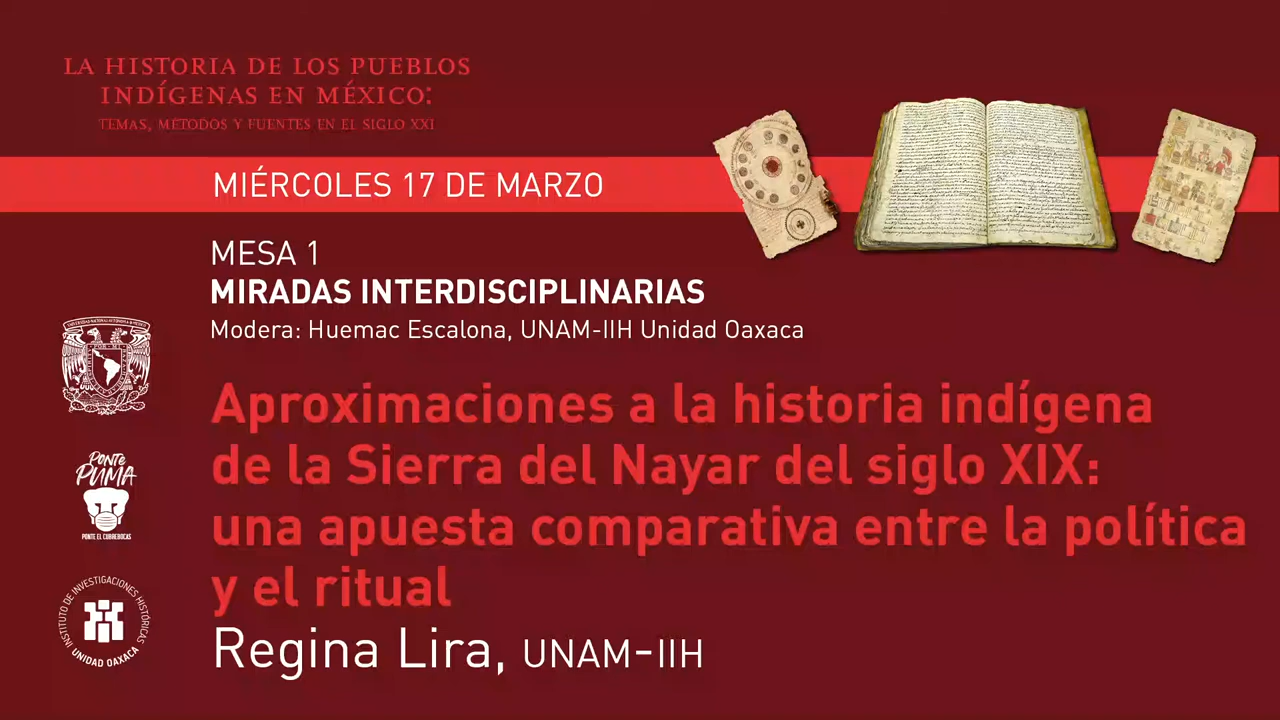 LA HISTORIA DE LOS PUEBLOS
INDÍGENAS EN MÉXICO:
TEMAS, MÉTODOS Y FUENTES EN EL SIGLO XXI
MIÉRCOLES 17 DE MARZO
MESA 1
MIRADAS INTERDISCIPLINARIAS
Modera: Huemac Escalona, UNAM-IIH Unidad Oaxaca
Aproximaciones a la historia indígena
de la Sierra del Nayar del siglo XIX:
una apuesta comparativa entre la política
y el ritual
Regina Lira, UNAM-IIH
PONTE
PUMA
PONTE EL CUBREBOCAS
INSTITUTO DE INVESTIGACIONES HISTÓRICAS
UNIDAD OAXACA